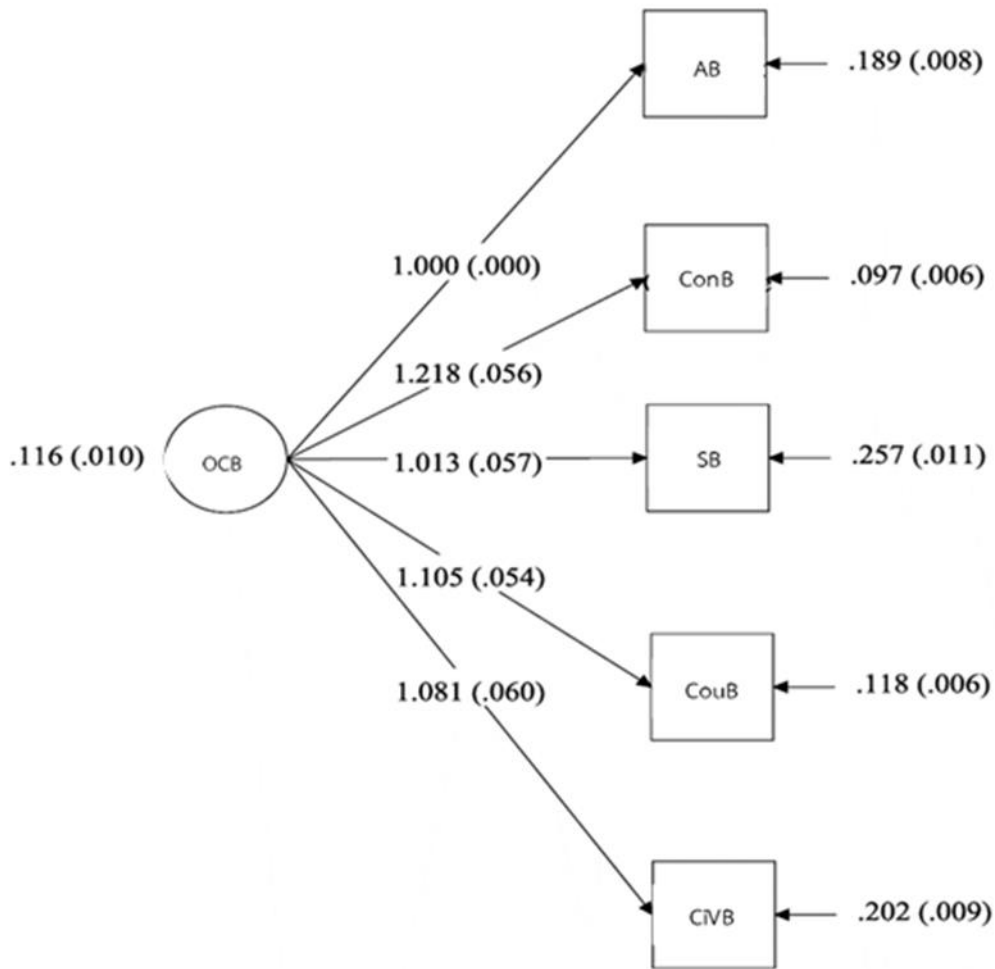 AB
.189 (.008)
1.000 (.000)
ConB
.097 (.006)
1.218 (.056)
.116 (.010)
OCB
1.013 (.057)
SB
.257 (.011)
1.105 (.054)
CouB
.118 (.006)
1.081 (.060)
CiVB
.202 (.009)